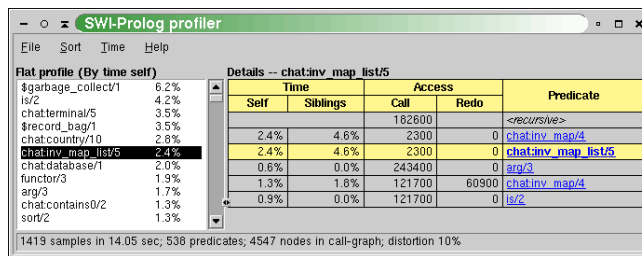 SWI-Prolog profiler
File Sort Time Help
Flat profile (By time self)
$garbage_collect/1 6.2%
is/2 4.2%
chat:terminal/5 3.5%
$record_bag/1 3.5%
chat:country/10 2.8%
chat:inv_map_list/5 2.4%
chat:database/1 2.0%
functor/3 1.9%
arg/3 1.7%
chat:contains0/2 1.3%
sort/2 1.3%
Details -- chat:inv_map_list/5
Time Access Predicate
Self Siblings Call Redo
182600 <recursive>
2.4% 4.6% 2300 0 chat:inv_map/4
2.4% 4.6% 2300 0 chat:inv_map_list/5
0.6% 0.0% 243400 0 arg/3
1.3% 1.8% 121700 60900 chat:inv_map/4
0.9% 0.0% 121700 0 is/2
1419 samples in 14.05 sec; 538 predicates; 4547 nodes in call-graph; distortion 10%